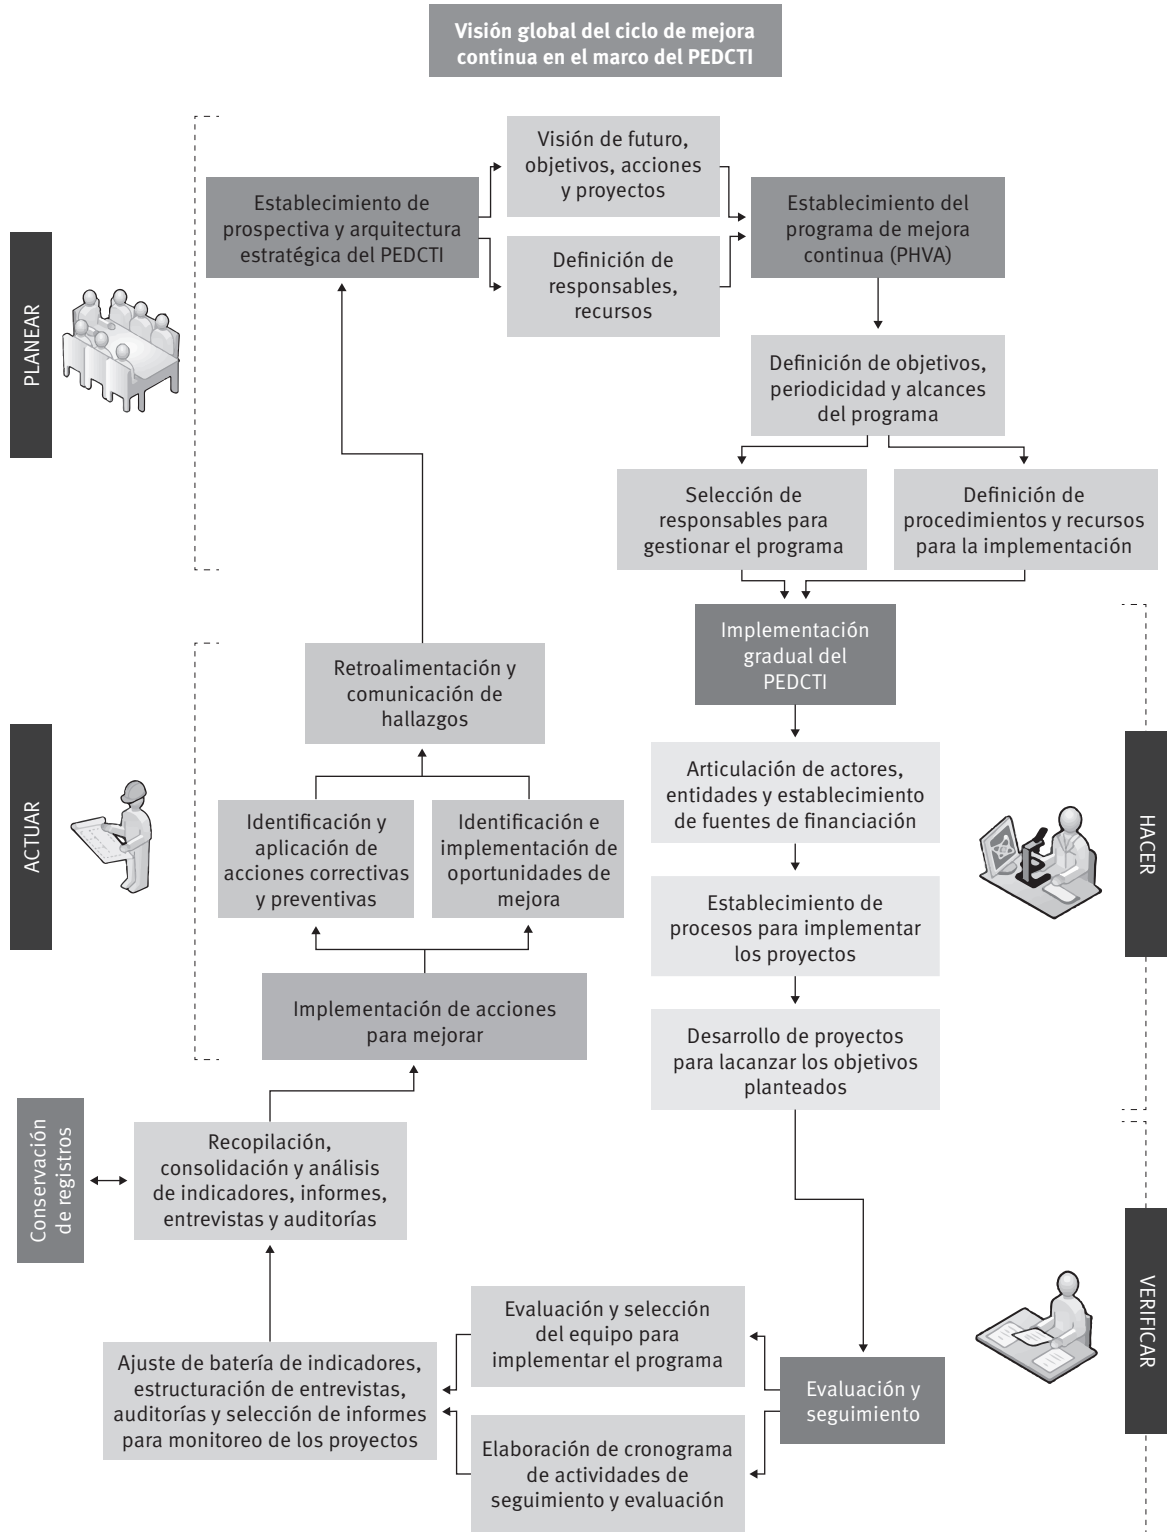 Visión global del ciclo de mejora
continua en el marco del PEDCTI
PLANEAR
Establecimiento de
prospectiva y arquitectura
estratégica del PEDCTI
Visión de futuro,
objetivos, acciones
y proyectos
Definición de
responsables,
recursos
Establecimiento del
programa de mejora
continua (PHVA)
Definición de objetivos,
periodicidad y alcances
del programa
Selección de
responsables para
gestionar el programa
Definición de
procedimientos y recursos
para la implementación
HACER
Implementación
gradual del
PEDCTI
Articulación de actores,
entidades y establecimiento
de fuentes de financiación
Establecimiento de
procesos para implementar
los proyectos
Desarrollo de proyectos
para lacanzar los objetivos
planteados
VERIFICAR
Evaluación y
seguimiento
Evaluación y selección
del equipo para
implementar el programa
Elaboración de cronograma
de actividades de
seguimiento y evaluación
Ajuste de batería de indicadores,
estructuración de entrevistas,
auditorías y selección de informes
para monitoreo de los proyectos
Recopilación,
consolidación y análisis
de indicadores, informes,
entrevistas y auditorías
Conservación
de registros
ACTUAR
Implementación de acciones
para mejorar
Identificación y
aplicación de
acciones correctivas
y preventivas
Identificación e
implementación de
oportunidades de
mejora
Retroalimentación y
comunicación de
hallazgos